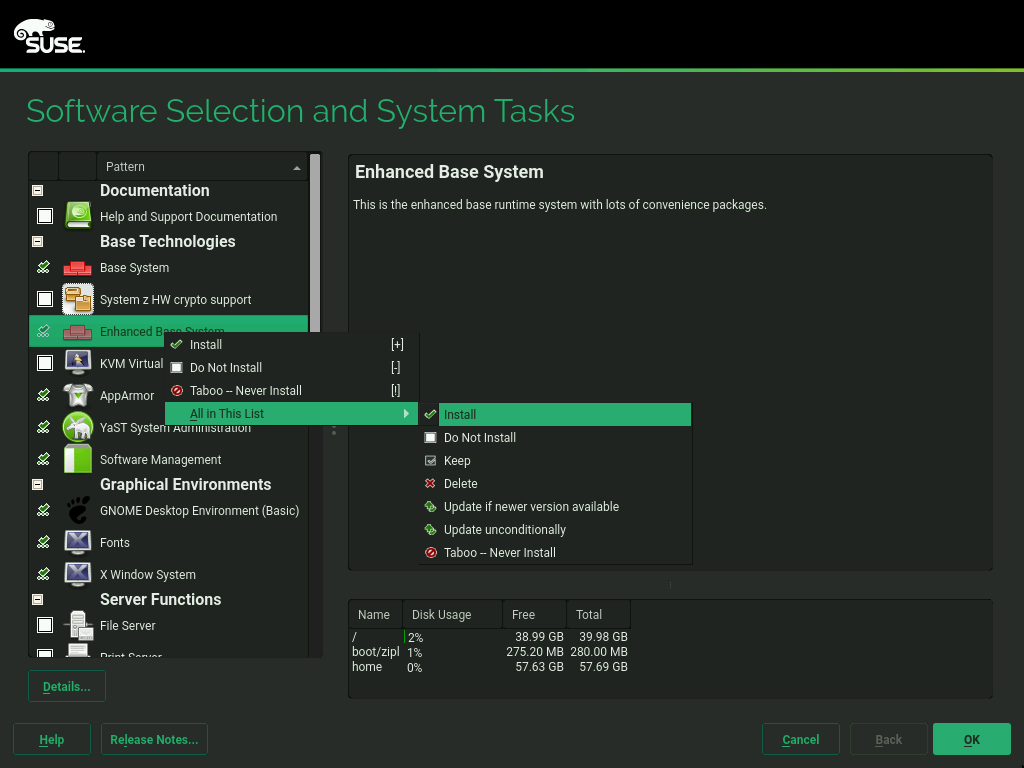 SUSE.
Software Selection and System Tasks
Pattern
Documentation
Help and Support Documentation
Base Technologies
Base System
System z HW crypto support
Enhanced Base System
KVM Virtual
AppArmor
YaST System Administration
Software Management
Graphical Environments
GNOME Desktop Environment (Basic)
Fonts
X Window System
Server Functions
File Server
Print Server
Install [+]
Do Not Install [-]
Taboo -- Never Install [!]
All in This List
Install
Do Not Install
Keep
Delete
Update if newer version available
Update unconditionally
Taboo -- Never Install
Enhanced Base System
This is the enhanced base runtime system with lots of convenience packages.
Name Disk Usage Free Total
/ 2% 38.99 GB 39.98 GB
boot/zipl 1% 275.20 MB 280.00 MB
home 0% 57.63 GB 57.69 GB
Details...
Help Release Notes... Cancel Back OK